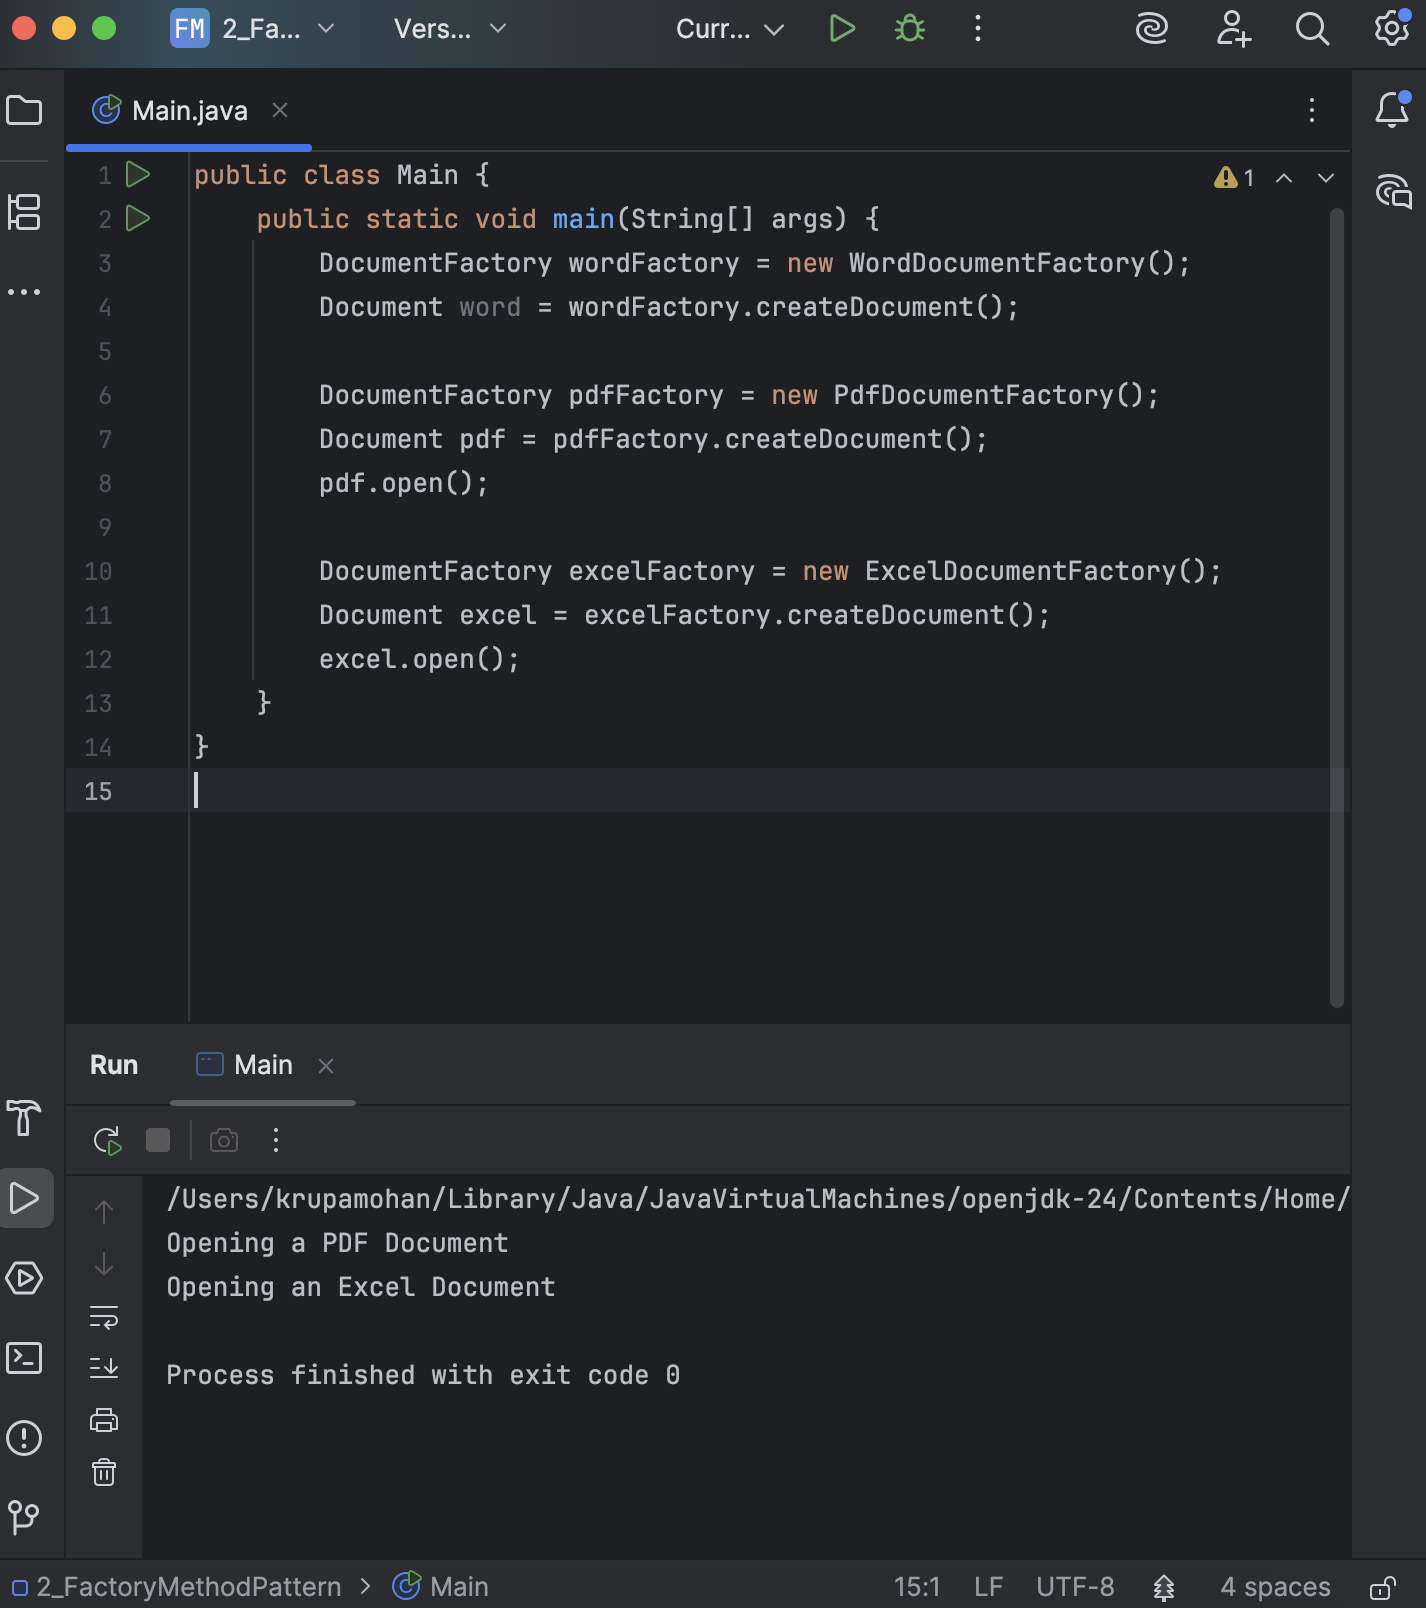 FM 2_Fa... Vers... Curr...
Main.java
1 public class Main {
1
2     public static void main(String[] args) {
3         DocumentFactory wordFactory = new WordDocumentFactory();
4         Document word = wordFactory.createDocument();
5
6         DocumentFactory pdfFactory = new PdfDocumentFactory();
7         Document pdf = pdfFactory.createDocument();
8         pdf.open();
9
10         DocumentFactory excelFactory = new ExcelDocumentFactory();
11         Document excel = excelFactory.createDocument();
12         excel.open();
13     }
14 }
15
Run Main
/Users/krupamohan/Library/Java/JavaVirtualMachines/openjdk-24/Contents/Home/
Opening a PDF Document
Opening an Excel Document
Process finished with exit code 0
2_FactoryMethodPattern > Main 15:1 LF UTF-8 4 spaces